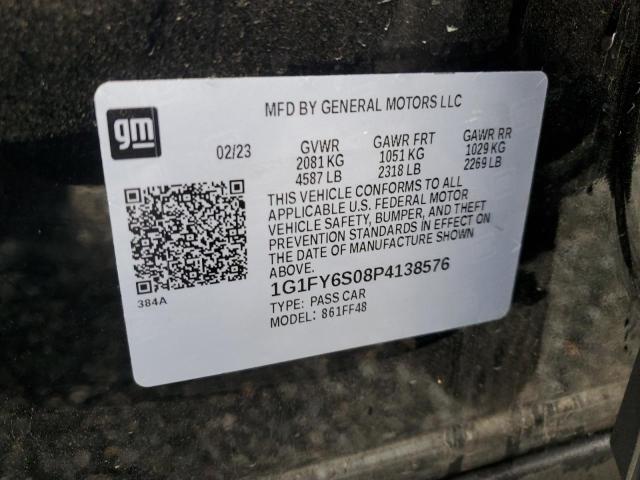 gm
MFD BY GENERAL MOTORS LLC
02/23 GVWR GAWR FRT GAWR RR
2081 KG 1051 KG 1029 KG
4587 LB 2318 LB 2269 LB
THIS VEHICLE CONFORMS TO ALL
APPLICABLE U.S. FEDERAL MOTOR
VEHICLE SAFETY, BUMPER, AND THEFT
PREVENTION STANDARDS IN EFFECT ON
THE DATE OF MANUFACTURE SHOWN
ABOVE.
384A
1G1FY6S08P4138576
TYPE: PASS CAR
MODEL: 861FF48